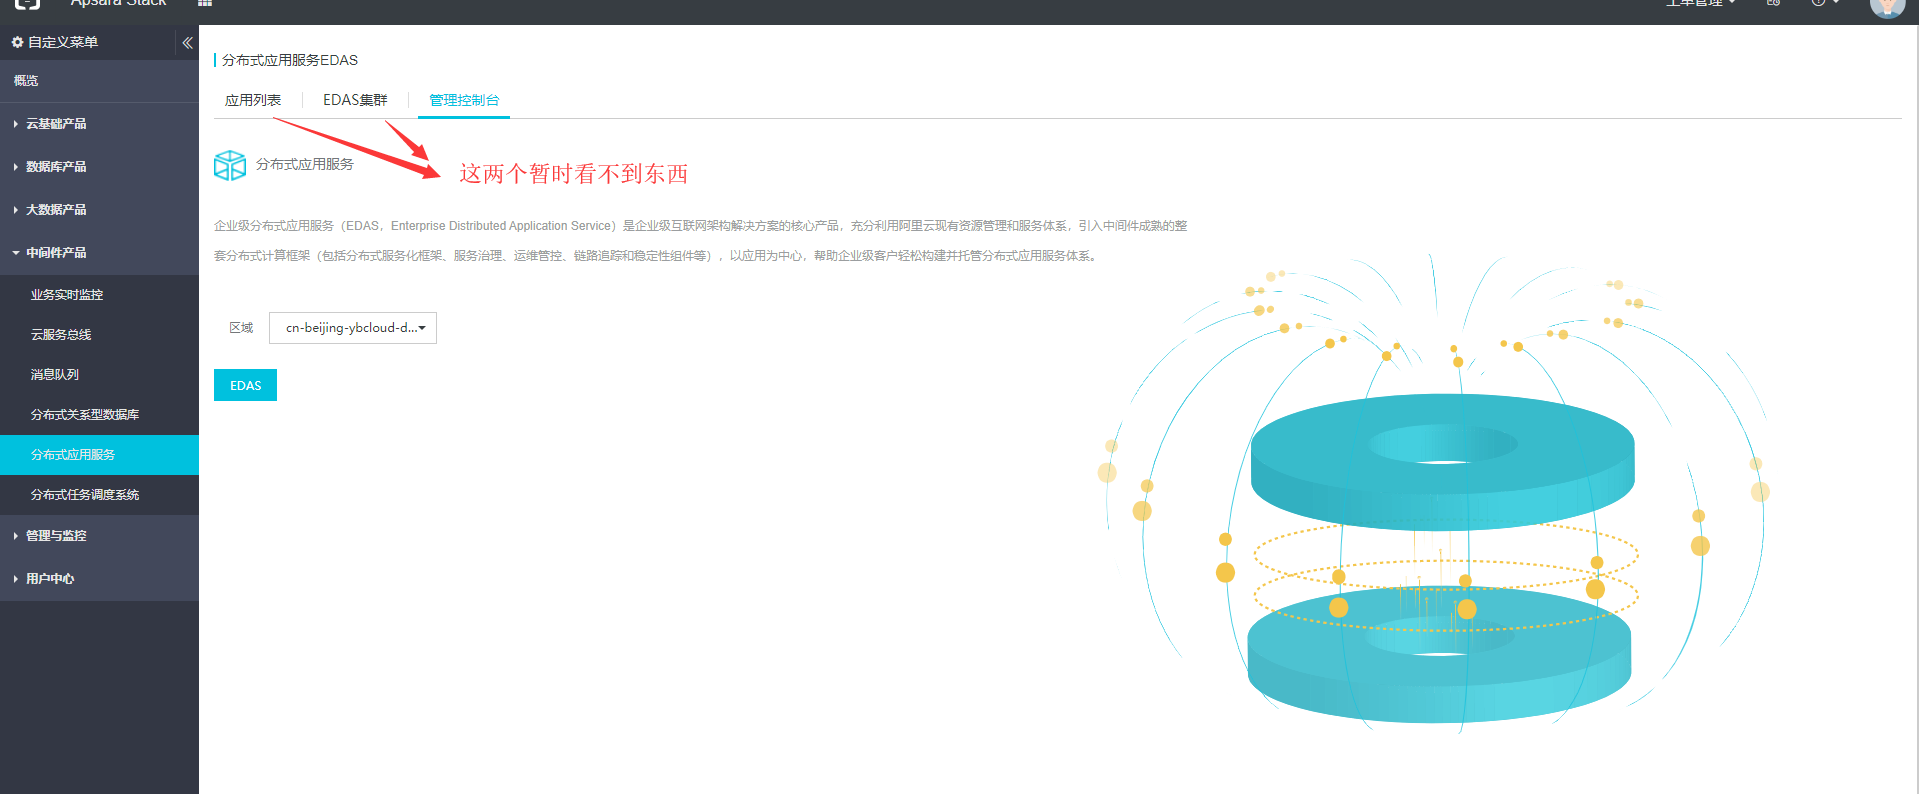 Apsara Stack
工单管理
自定义菜单
概览
云基础产品
数据库产品
大数据产品
中间件产品
业务实时监控
云服务总线
消息队列
分布式关系型数据库
分布式应用服务
分布式任务调度系统
管理与监控
用户中心
分布式应用服务EDAS
应用列表
EDAS集群
管理控制台
分布式应用服务
这两个暂时看不到东西
企业级分布式应用服务（EDAS，Enterprise Distributed Application Service）是企业级互联网架构解决方案的核心产品，充分利用阿里云现有资源管理和服务体系，引入中间件成熟的整
套分布式计算框架（包括分布式服务化框架、服务治理、运维管控、链路追踪和稳定性组件等），以应用为中心，帮助企业级客户轻松构建并托管分布式应用服务体系。
区域
cn-beijing-ybcloud-d...
EDAS